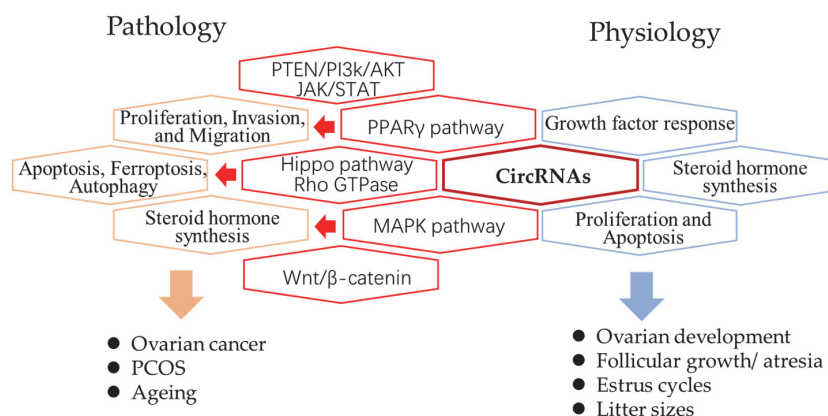 Pathology
Physiology
PTEN/PI3k/AKT
JAK/STAT
Proliferation, Invasion,
and Migration
PPARγ pathway
Growth factor response
Apoptosis, Ferroptosis,
Autophagy
Hippo pathway
Rho GTPase
CircRNAs
Steroid hormone
synthesis
Steroid hormone
synthesis
MAPK pathway
Proliferation and
Apoptosis
Wnt/β-catenin
● Ovarian cancer
● PCOS
● Ageing
● Ovarian development
● Follicular growth/ atresia
● Estrus cycles
● Litter sizes